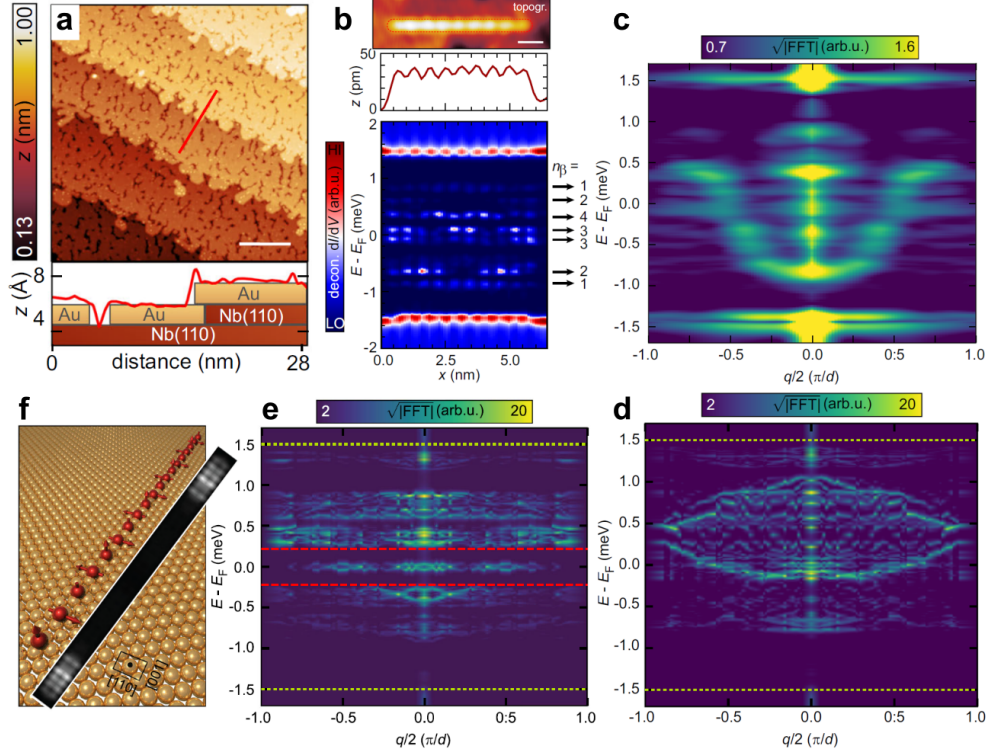 a
1.00
z (nm)
0.13
z (Å)
8
4
Au
Au
Au
Nb(110)
Nb(110)
0
distance (nm)
28
b
topogr.
z (pm)
50
0
HI
decon. dI/dV (arb.u.)
LO
E - EF (meV)
2
1
0
-1
-2
nβ =
1
2
4
3
3
2
1
0.0
2.5
5.0
x (nm)
c
0.7
√|FFT| (arb.u.)
1.6
E - EF (meV)
1.5
1.0
0.5
0.0
-0.5
-1.0
-1.5
-1.0
-0.5
0.0
0:5
1.0
q/2 (π/d)
f
[110]
[001]
e
2
√|FFT| (arb.u.)
20
E - EF (meV)
1.5
1.0
0.5
0.0
-0.5
-1.0
-1.5
-1.0
-0.5
0.0
0:5
1.0
q/2 (π/d)
d
2
√|FFT| (arb.u.)
20
E - EF (meV)
1.5
1.0
0.5
0.0
-0.5
-1.0
-1.5
-1.0
-0.5
0.0
0:5
1.0
q/2 (π/d)